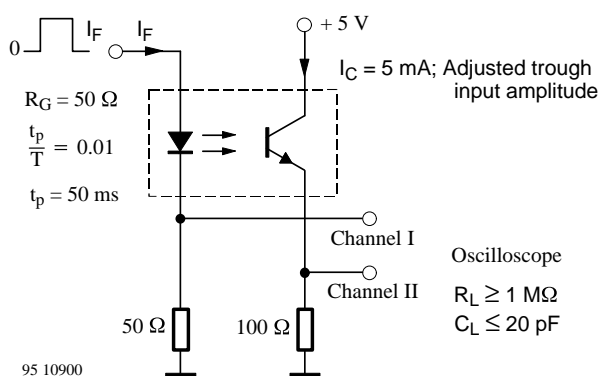 0
I_F
I_F
+ 5 V
I_C = 5 mA; Adjusted trough
input amplitude
R_G = 50 Ω
t_p
T
= 0.01
t_p = 50 ms
Channel I
Channel II
Oscilloscope
R_L ≥ 1 MΩ
C_L ≤ 20 pF
50 Ω
100 Ω
95 10900